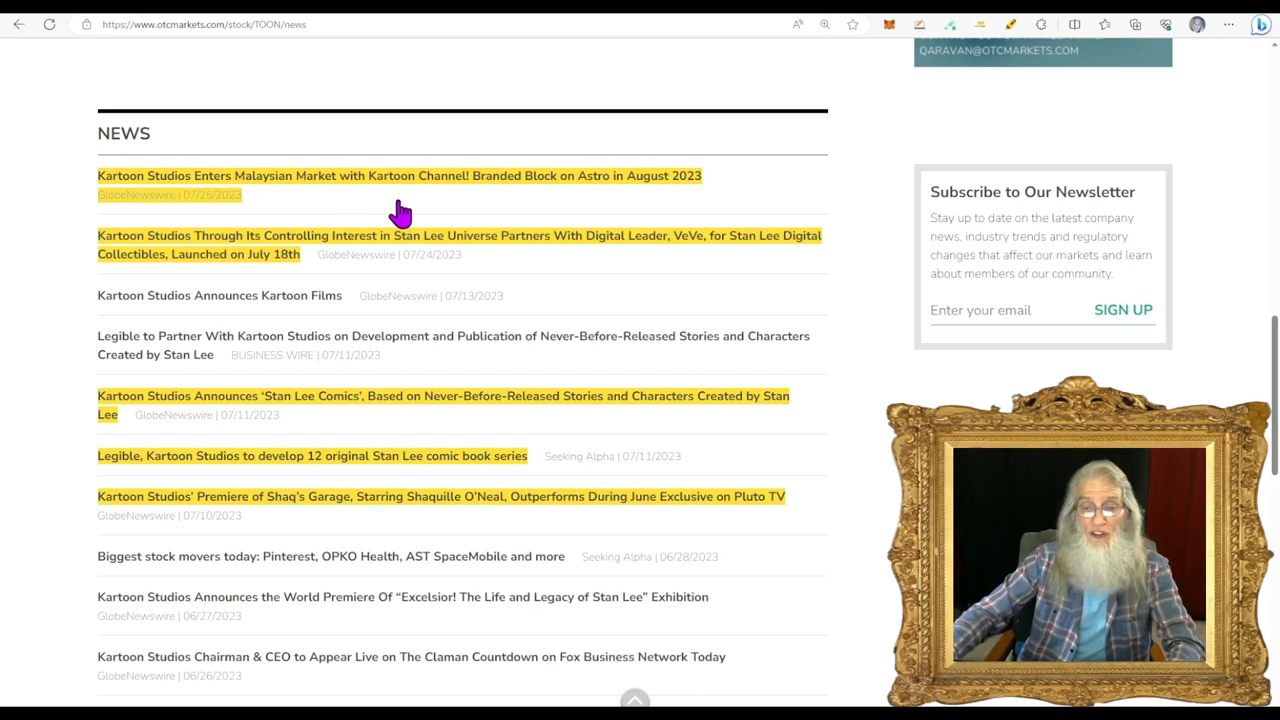 https://www.otcmarkets.com/stock/TOON/news
QARAVAN@OTCMARKETS.COM
NEWS
Kartoon Studios Enters Malaysian Market with Kartoon Channel! Branded Block on Astro in August 2023
GlobeNewswire | 07/25/2023
Kartoon Studios Through Its Controlling Interest in Stan Lee Universe Partners With Digital Leader, VeVe, for Stan Lee Digital
Collectibles, Launched on July 18th GlobeNewswire | 07/24/2023
Kartoon Studios Announces Kartoon Films GlobeNewswire | 07/13/2023
Legible to Partner With Kartoon Studios on Development and Publication of Never-Before-Released Stories and Characters
Created by Stan Lee BUSINESS WIRE | 07/11/2023
Kartoon Studios Announces ‘Stan Lee Comics’, Based on Never-Before-Released Stories and Characters Created by Stan
Lee GlobeNewswire | 07/11/2023
Legible, Kartoon Studios to develop 12 original Stan Lee comic book series Seeking Alpha | 07/11/2023
Kartoon Studios’ Premiere of Shaq’s Garage, Starring Shaquille O’Neal, Outperforms During June Exclusive on Pluto TV
GlobeNewswire | 07/10/2023
Biggest stock movers today: Pinterest, OPKO Health, AST SpaceMobile and more Seeking Alpha | 06/28/2023
Kartoon Studios Announces the World Premiere Of “Excelsior! The Life and Legacy of Stan Lee” Exhibition
GlobeNewswire | 06/27/2023
Kartoon Studios Chairman & CEO to Appear Live on The Claman Countdown on Fox Business Network Today
GlobeNewswire | 06/26/2023
Subscribe to Our Newsletter
Stay up to date on the latest company
news, industry trends and regulatory
changes that affect our markets and learn
about members of our community.
Enter your email SIGN UP